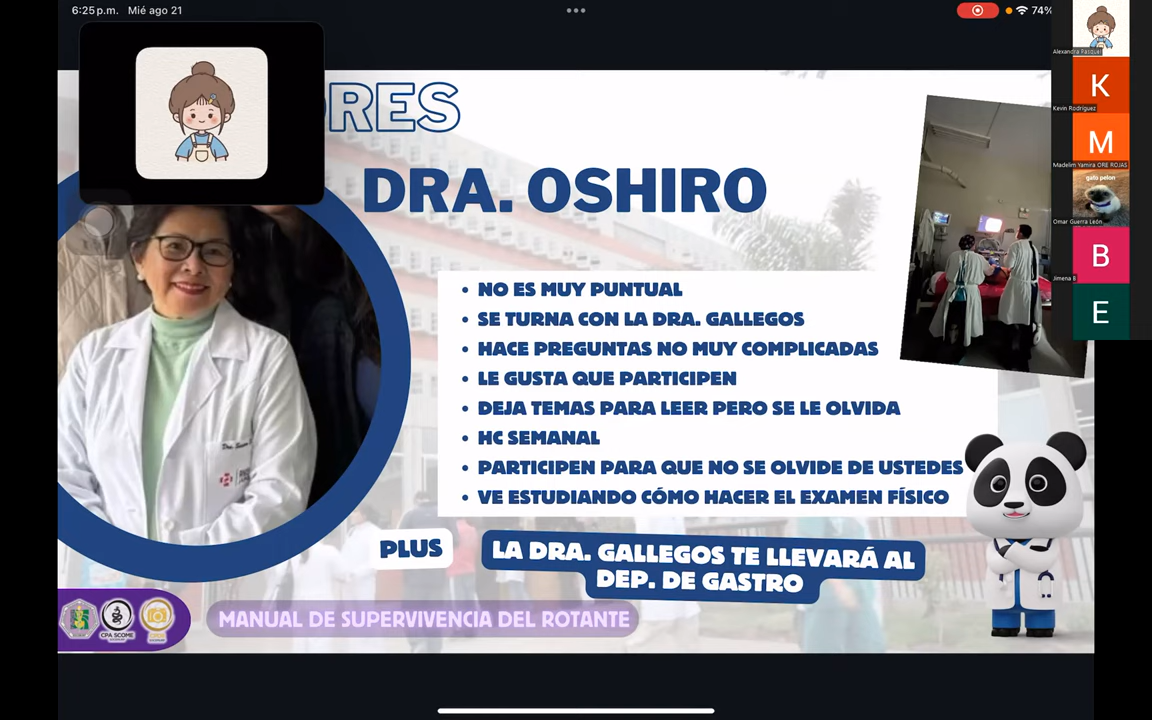 6:25 p.m. Mié ago 21
74%
RES
DRA. OSHIRO
• NO ES MUY PUNTUAL
• SE TURNA CON LA DRA. GALLEGOS
• HACE PREGUNTAS NO MUY COMPLICADAS
• LE GUSTA QUE PARTICIPEN
• DEJA TEMAS PARA LEER PERO SE LE OLVIDA
• HC SEMANAL
• PARTICIPEN PARA QUE NO SE OLVIDE DE USTEDES
• VE ESTUDIANDO CÓMO HACER EL EXAMEN FÍSICO
PLUS
LA DRA. GALLEGOS TE LLEVARÁ AL
DEP. DE GASTRO
CPA SCOME
MANUAL DE SUPERVIVENCIA DEL ROTANTE
Alexandra Pasquel
K
Kevin Rodríguez
M
Madelim Yamira ORE ROJAS
gato pelon
Omar Guerra León
B
Jimena B
E